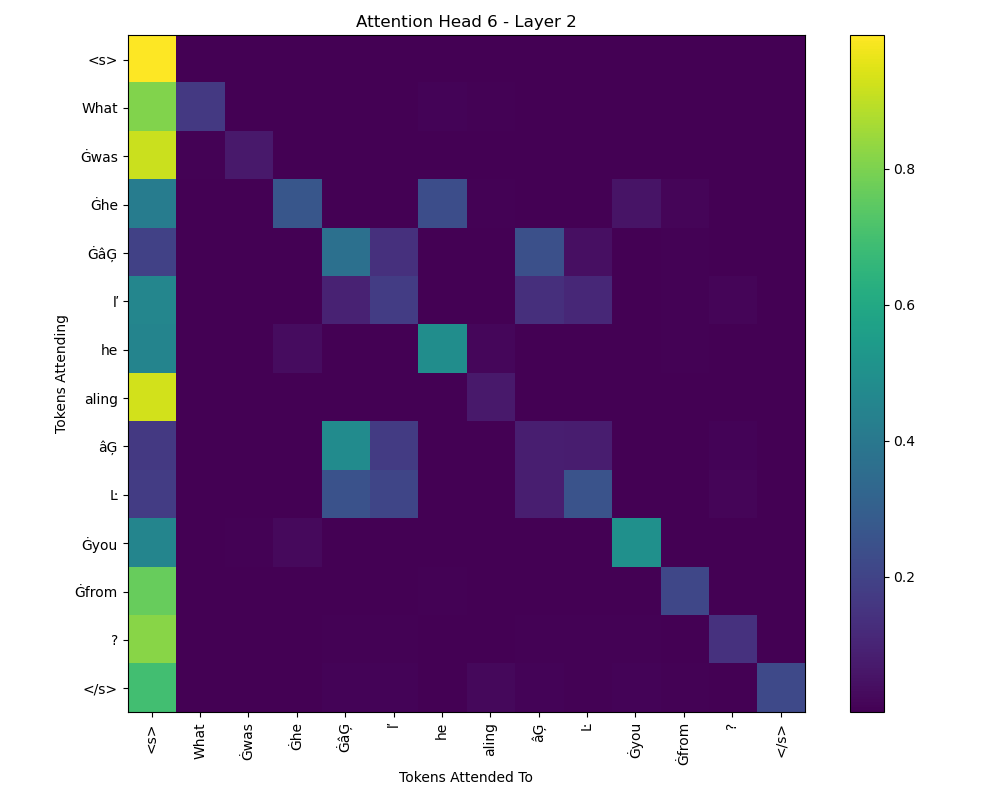 Attention Head 6 - Layer 2
Tokens Attending
<s>
What
Ġwas
Ġhe
ĠâĢ
ľ
he
aling
âĢ
Ŀ
Ġyou
Ġfrom
?
</s>
<s>
What
Ġwas
Ġhe
ĠâĢ
ľ
he
aling
âĢ
Ŀ
Ġyou
Ġfrom
?
</s>
Tokens Attended To
0.8
0.6
0.4
0.2